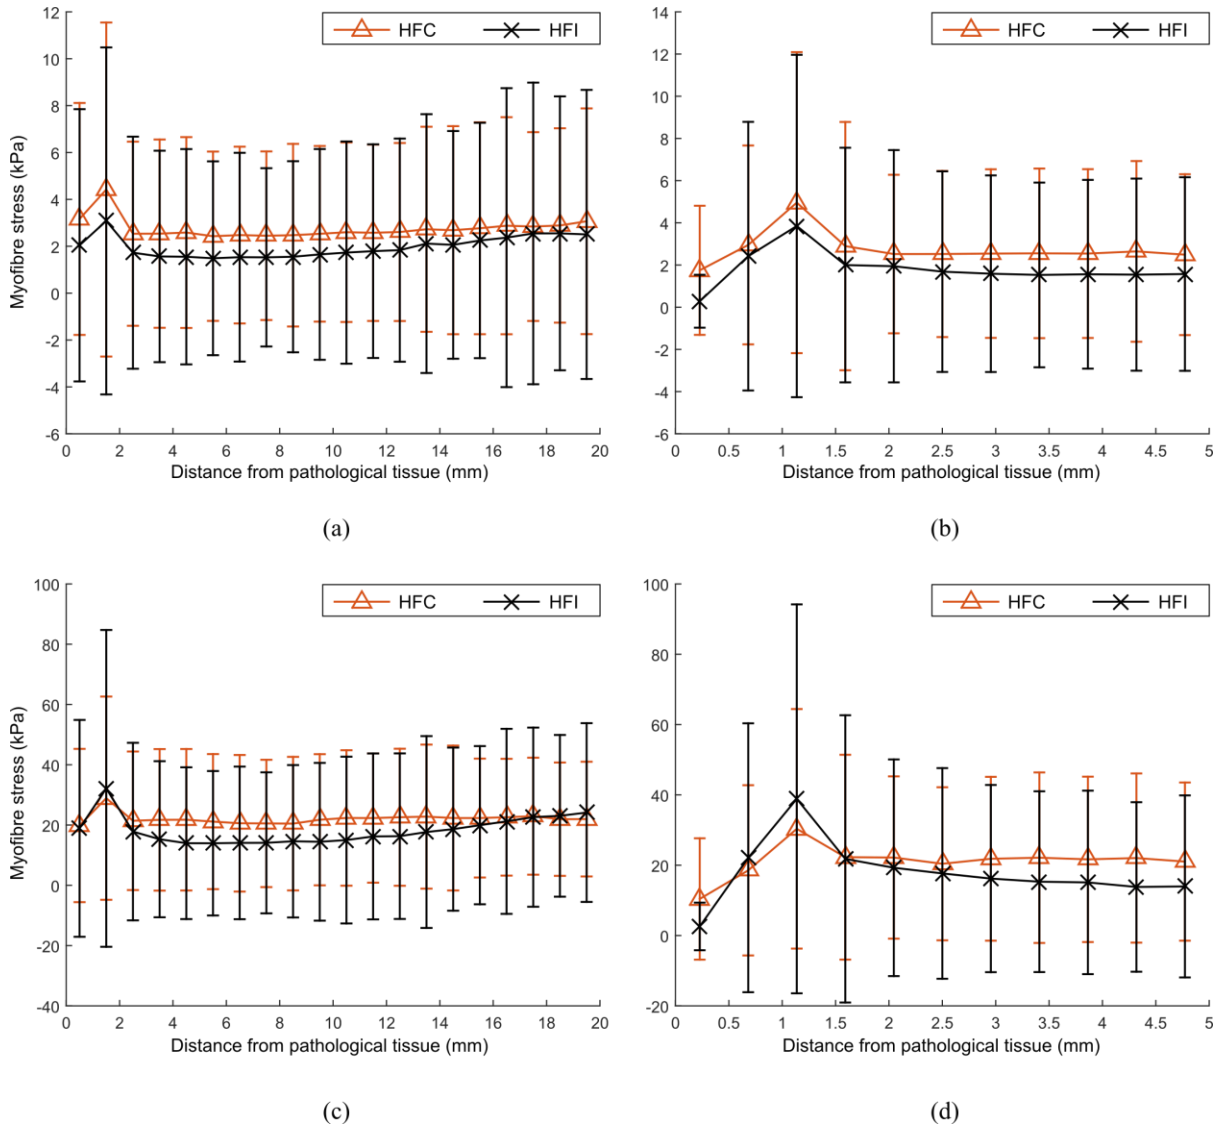 12
10
8
6
4
2
0
-2
-4
-6
Myofibre stress (kPa)
HFC HFI
0 2 4 6 8 10 12 14 16 18 20
Distance from pathological tissue (mm)
(a)
14
12
10
8
6
4
2
0
-2
-4
-6
HFC HFI
0 0.5 1 1.5 2 2.5 3 3.5 4 4.5 5
Distance from pathological tissue (mm)
(b)
100
80
60
40
20
0
-20
-40
Myofibre stress (kPa)
HFC HFI
0 2 4 6 8 10 12 14 16 18 20
Distance from pathological tissue (mm)
(c)
100
80
60
40
20
0
-20
HFC HFI
0 0.5 1 1.5 2 2.5 3 3.5 4 4.5 5
Distance from pathological tissue (mm)
(d)